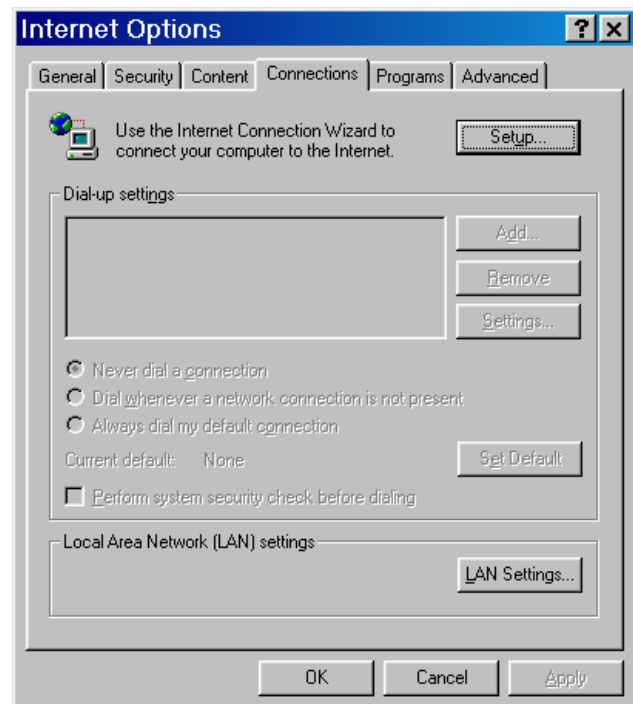 Internet Options
General Security Content Connections Programs Advanced
Use the Internet Connection Wizard to
connect your computer to the Internet.
Setup...
Dial-up settings
Add...
Remove
Settings...
Never dial a connection
Dial whenever a network connection is not present
Always dial my default connection
Current default: None
Set Default
Perform system security check before dialing
Local Area Network (LAN) settings
LAN Settings...
OK Cancel Apply